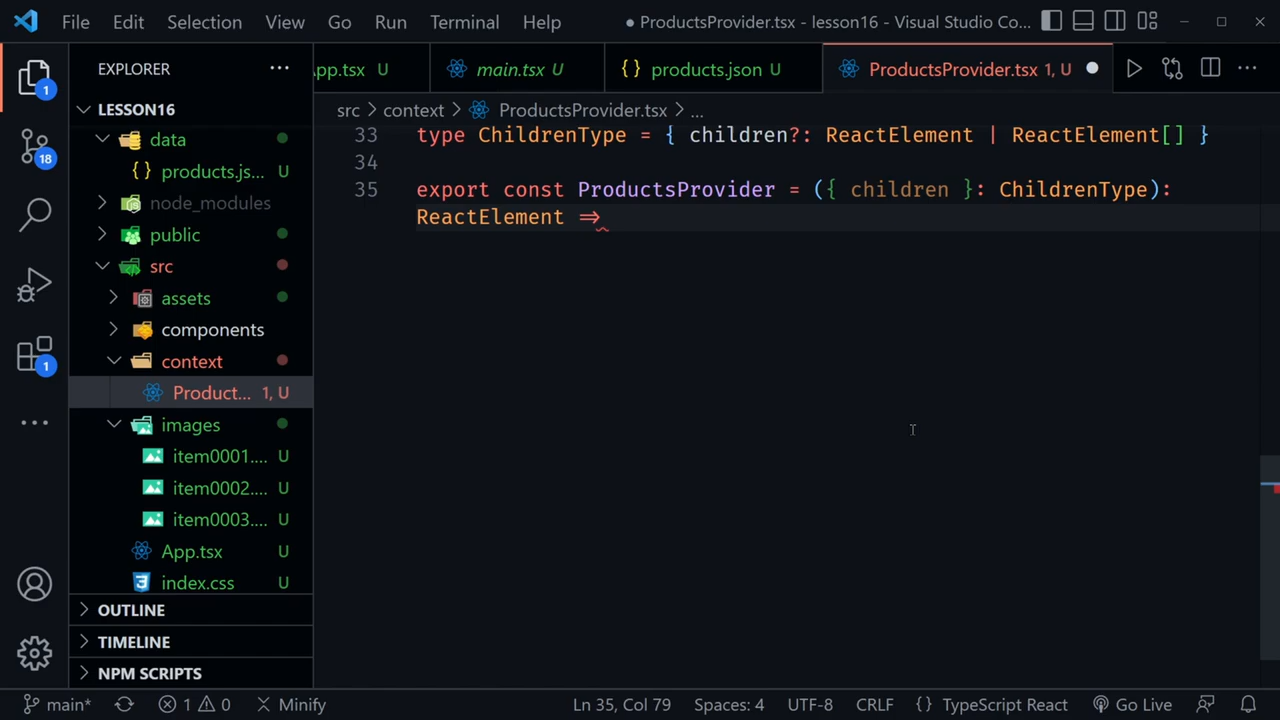 File Edit Selection View Go Run Terminal Help ● ProductsProvider.tsx - lesson16 - Visual Studio Co...
EXPLORER ...
App.tsx U main.tsx U {} products.json U ProductsProvider.tsx 1, U ...
LESSON16
src > context > ProductsProvider.tsx > ...
data
{} products.js... U
node_modules
public
src
assets
components
context
Product... 1, U
images
item0001.... U
item0002.... U
item0003.... U
App.tsx U
index.css U
OUTLINE
TIMELINE
NPM SCRIPTS
1
18
1
33 type ChildrenType = { children?: ReactElement | ReactElement[] }
34
35 export const ProductsProvider = ({ children }: ChildrenType):
ReactElement =>
main* 1 0 Minify Ln 35, Col 79 Spaces: 4 UTF-8 CRLF {} TypeScript React Go Live